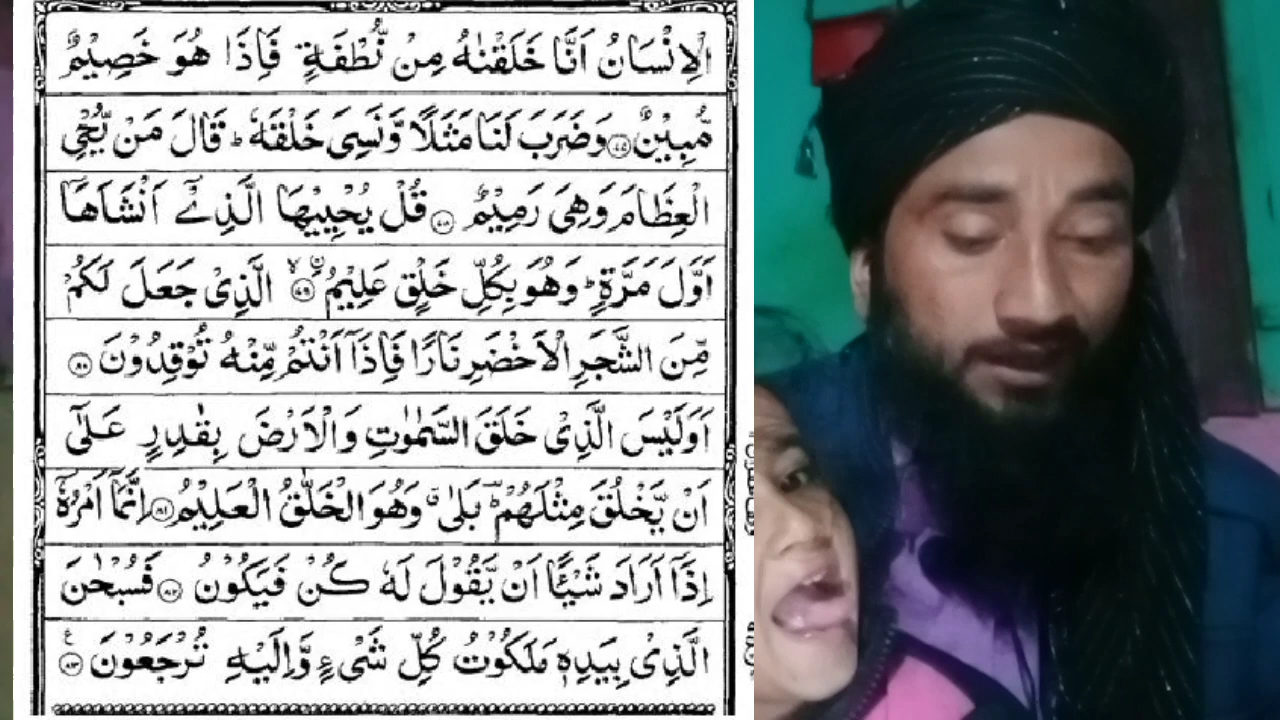 الْاِنْسَانُ اَنَّا خَلَقْنٰهُ مِنْ نُّطْفَةٍ فَاِذَا هُوَ خَصِيْمٌ
مُّبِيْنٌ ۝۷۷ وَضَرَبَ لَنَا مَثَلًا وَّنَسِىَ خَلْقَهٗ ؕ قَالَ مَنْ يُّحْيِ
الْعِظَامَ وَهِىَ رَمِيْمٌ ۝۷۸ قُلْ يُحْيِيْهَا الَّذِىْۤ اَنْشَاَهَاۤ
اَوَّلَ مَرَّةٍ ؕ وَهُوَ بِكُلِّ خَلْقٍ عَلِيْمُ ۝۷۹ۙ الَّذِىْ جَعَلَ لَكُمْ
مِّنَ الشَّجَرِ الْاَخْضَرِ نَارًا فَاِذَاۤ اَنْتُمْ مِّنْهُ تُوْقِدُوْنَ ۝۸۰
اَوَلَيْسَ الَّذِىْ خَلَقَ السَّمٰوٰتِ وَالْاَرْضَ بِقٰدِرٍ عَلٰٓى
اَنْ يَّخْلُقَ مِثْلَهُمْ ؕ بَلٰى ۗ وَهُوَ الْخَلّٰقُ الْعَلِيْمُ ۝۸۱ اِنَّمَاۤ اَمْرُهٗۤ
اِذَاۤ اَرَادَ شَيْـًٔا اَنْ يَّقُوْلَ لَهٗ كُنْ فَيَكُوْنُ ۝۸۲ فَسُبْحٰنَ
الَّذِىْ بِيَدِهٖ مَلَكُوْتُ كُلِّ شَىْءٍ وَّاِلَيْهِ تُرْجَعُوْنَ ۝۸۳ ع